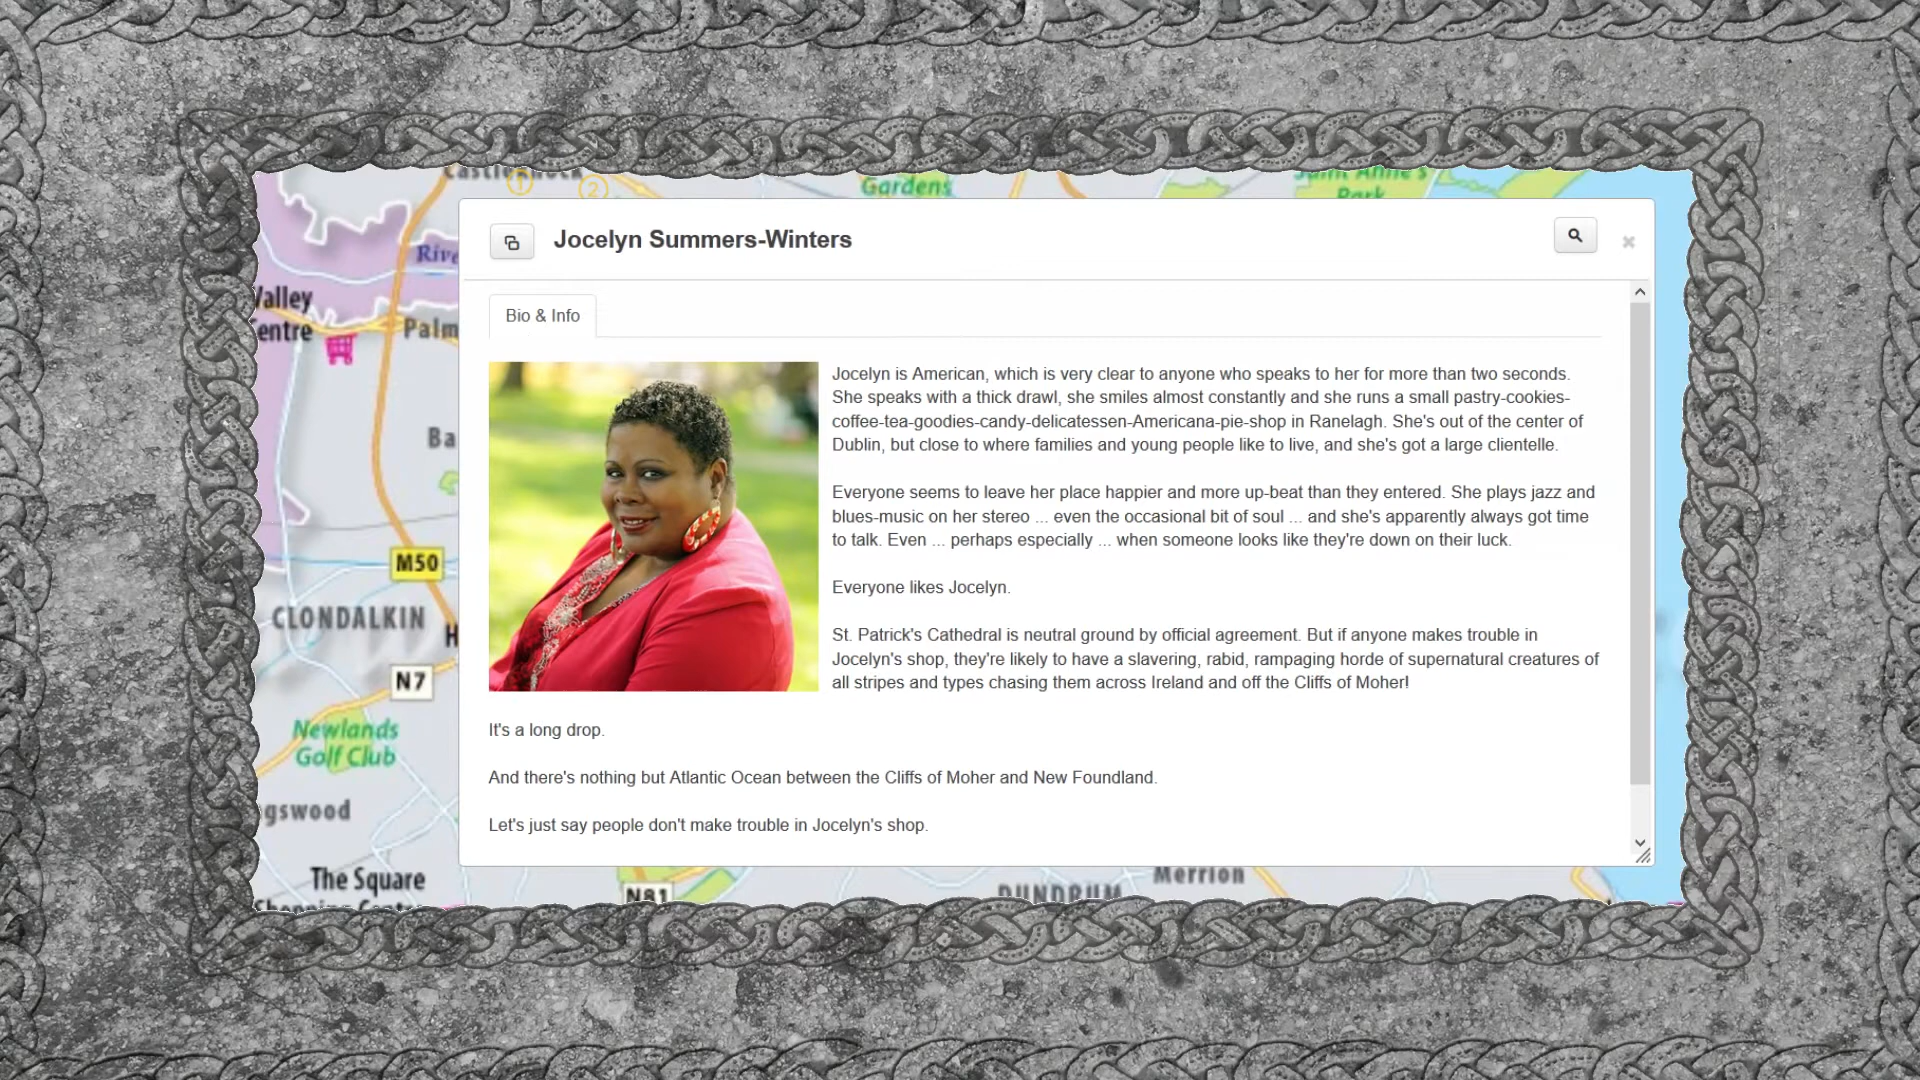 Castleknock
1
2
Gardens
Saint Anne's
Park
Jocelyn Summers-Winters
Bio & Info
Valley
Centre
Palm
Jocelyn is American, which is very clear to anyone who speaks to her for more than two seconds.
She speaks with a thick drawl, she smiles almost constantly and she runs a small pastry-cookies-
coffee-tea-goodies-candy-delicatessen-Americana-pie-shop in Ranelagh. She's out of the center of
Dublin, but close to where families and young people like to live, and she's got a large clientelle.
Ba
Everyone seems to leave her place happier and more up-beat than they entered. She plays jazz and
blues-music on her stereo ... even the occasional bit of soul ... and she's apparently always got time
to talk. Even ... perhaps especially ... when someone looks like they're down on their luck.
M50
Everyone likes Jocelyn.
CLONDALKIN
St. Patrick's Cathedral is neutral ground by official agreement. But if anyone makes trouble in
Jocelyn's shop, they're likely to have a slavering, rabid, rampaging horde of supernatural creatures of
all stripes and types chasing them across Ireland and off the Cliffs of Moher!
N7
Newlands
Golf Club
It's a long drop.
And there's nothing but Atlantic Ocean between the Cliffs of Moher and New Foundland.
gswood
Let's just say people don't make trouble in Jocelyn's shop.
The Square
Shopping Centre
N81
DUNDRUM
Merrion